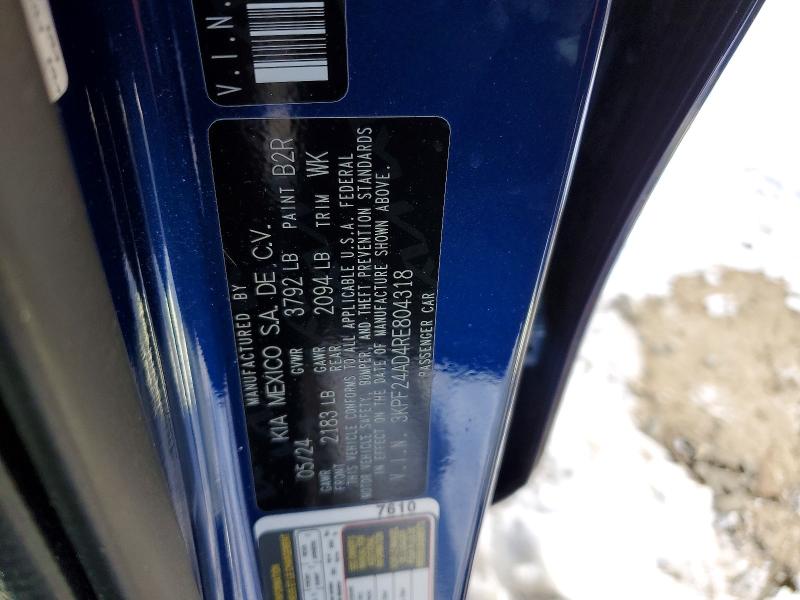 V.I.N.
MANUFACTURED BY
KIA MEXICO S.A. DE. C.V.
05/24 GVWR 3792 LB PAINT B2R
GAWR FRONT 2183 LB GAWR REAR 2094 LB TRIM WK
THIS VEHICLE CONFORMS TO ALL APPLICABLE U.S.A. FEDERAL
MOTOR VEHICLE SAFETY, BUMPER, AND THEFT PREVENTION STANDARDS
IN EFFECT ON THE DATE OF MANUFACTURE SHOWN ABOVE.
V.I.N. 3KPF24AD4RE804318
PASSENGER CAR
7610